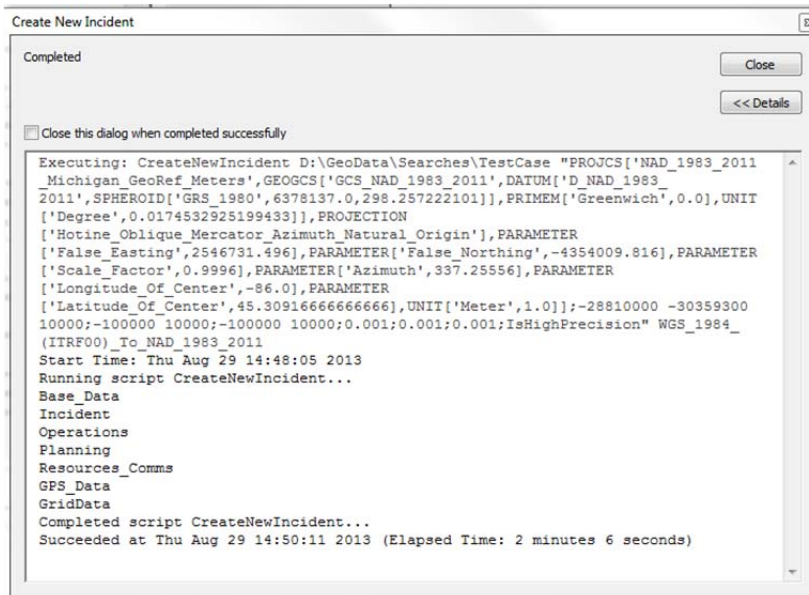 Create New Incident
Completed
Close
<< Details
Close this dialog when completed successfully
Executing: CreateNewIncident D:\GeoData\Searches\TestCase "PROJCS['NAD_1983_2011
_Michigan_GeoRef_Meters',GEOGCS['GCS_NAD_1983_2011',DATUM['D_NAD_1983_
2011',SPHEROID['GRS_1980',6378137.0,298.257222101]],PRIMEM['Greenwich',0.0],UNIT
['Degree',0.0174532925199433]],PROJECTION
['Hotine_Oblique_Mercator_Azimuth_Natural_Origin'],PARAMETER
['False_Easting',2546731.496],PARAMETER['False_Northing',-4354009.816],PARAMETER
['Scale_Factor',0.9996],PARAMETER['Azimuth',337.25556],PARAMETER
['Longitude_Of_Center',-86.0],PARAMETER
['Latitude_Of_Center',45.30916666666666],UNIT['Meter',1.0]];-28810000 -30359300
10000;-100000 10000;-100000 10000;0.001;0.001;0.001;IsHighPrecision" WGS_1984_
(ITRF00)_To_NAD_1983_2011
Start Time: Thu Aug 29 14:48:05 2013
Running script CreateNewIncident...
Base_Data
Incident
Operations
Planning
Resources_Comms
GPS_Data
GridData
Completed script CreateNewIncident...
Succeeded at Thu Aug 29 14:50:11 2013 (Elapsed Time: 2 minutes 6 seconds)